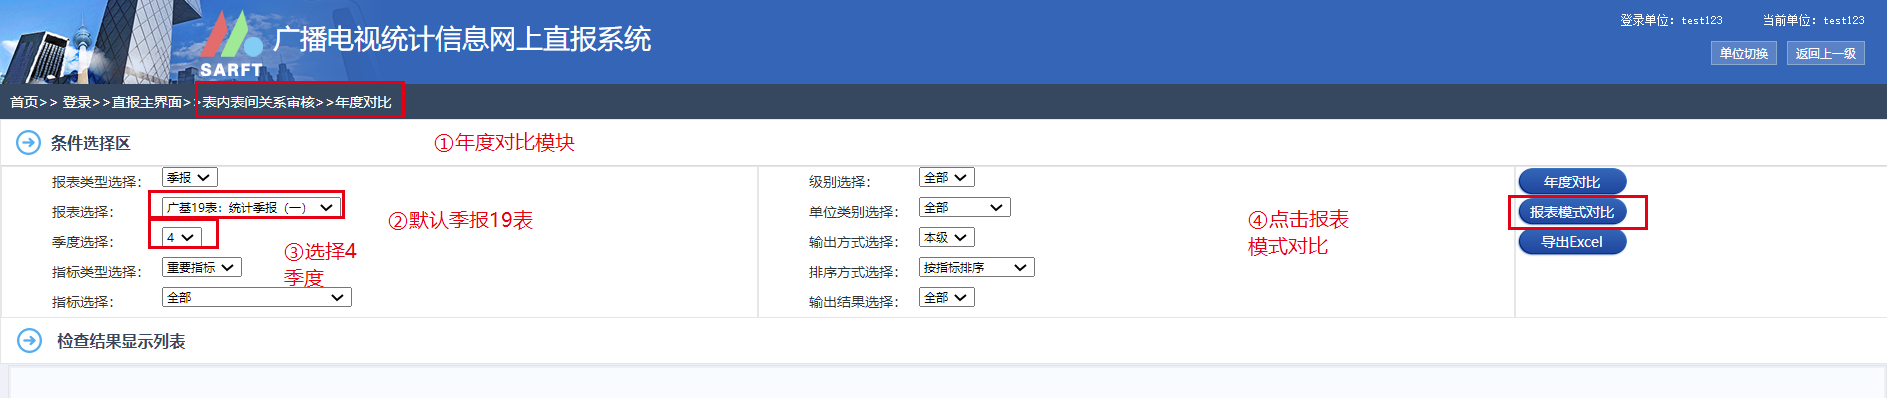 登录单位：test123 当前单位：test123
广播电视统计信息网上直报系统
SARFT
单位切换 返回上一级
首页>> 登录>>直报主界面>>表内表间关系审核>>年度对比
条件选择区
①年度对比模块
报表类型选择： 季报 级别选择： 全部 年度对比
报表选择： 广基19表：统计季报（一） 单位类别选择： 全部 报表模式对比
②默认季报19表
④点击报表
模式对比
季度选择： 4 输出方式选择： 本级 导出Excel
③选择4
季度
指标类型选择： 重要指标 排序方式选择： 按指标排序
指标选择： 全部 输出结果选择： 全部
检查结果显示列表